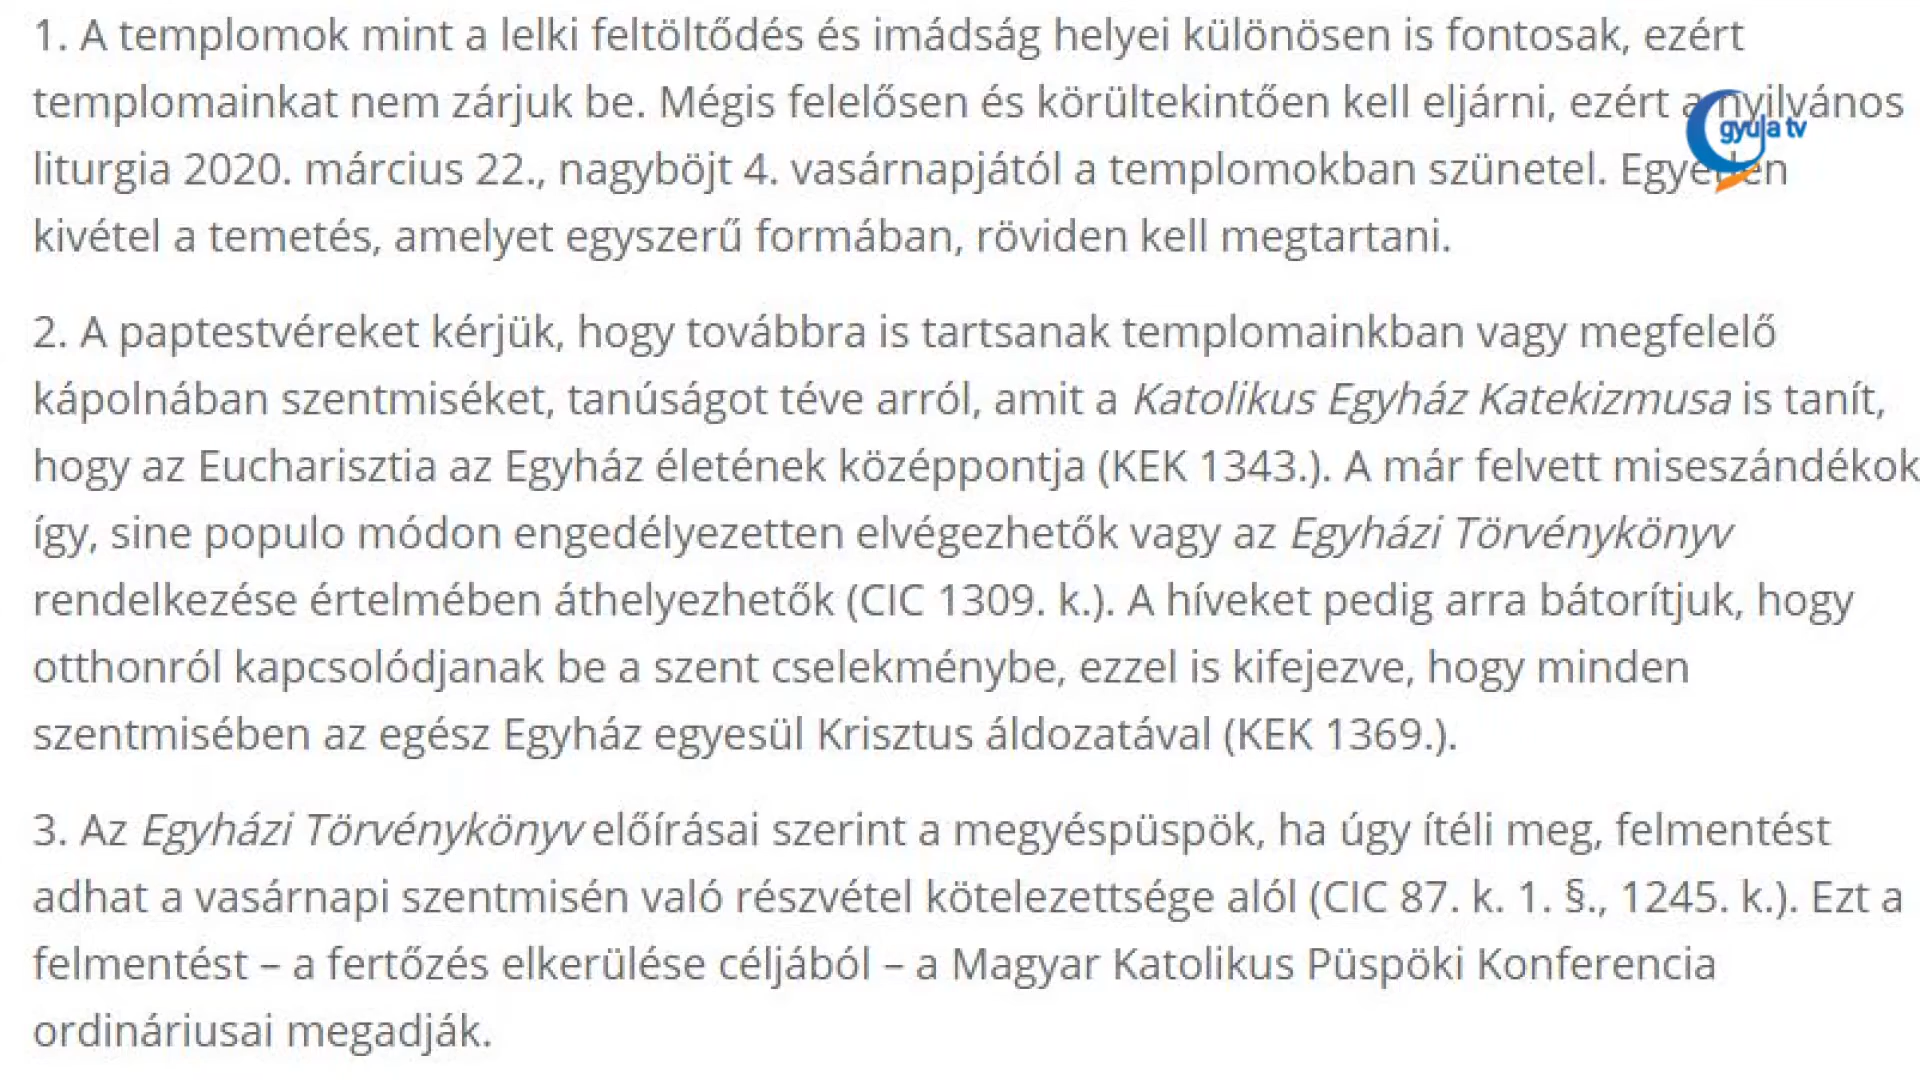 1. A templomok mint a lelki feltöltődés és imádság helyei különösen is fontosak, ezért
templomainkat nem zárjuk be. Mégis felelősen és körültekintően kell eljárni, ezért a nyilvános
gyula tv
liturgia 2020. március 22., nagyböjt 4. vasárnapjától a templomokban szünetel. Egyetlen
kivétel a temetés, amelyet egyszerű formában, röviden kell megtartani.
2. A paptestvéreket kérjük, hogy továbbra is tartsanak templomainkban vagy megfelelő
kápolnában szentmiséket, tanúságot téve arról, amit a Katolikus Egyház Katekizmusa is tanít,
hogy az Eucharisztia az Egyház életének középpontja (KEK 1343.). A már felvett miseszándékok
így, sine populo módon engedélyezetten elvégezhetők vagy az Egyházi Törvénykönyv
rendelkezése értelmében áthelyezhetők (CIC 1309. k.). A híveket pedig arra bátorítjuk, hogy
otthonról kapcsolódjanak be a szent cselekménybe, ezzel is kifejezve, hogy minden
szentmisében az egész Egyház egyesül Krisztus áldozatával (KEK 1369.).
3. Az Egyházi Törvénykönyv előírásai szerint a megyéspüspök, ha úgy ítéli meg, felmentést
adhat a vasárnapi szentmisén való részvétel kötelezettsége alól (CIC 87. k. 1. §., 1245. k.). Ezt a
felmentést – a fertőzés elkerülése céljából – a Magyar Katolikus Püspöki Konferencia
ordináriusai megadják.